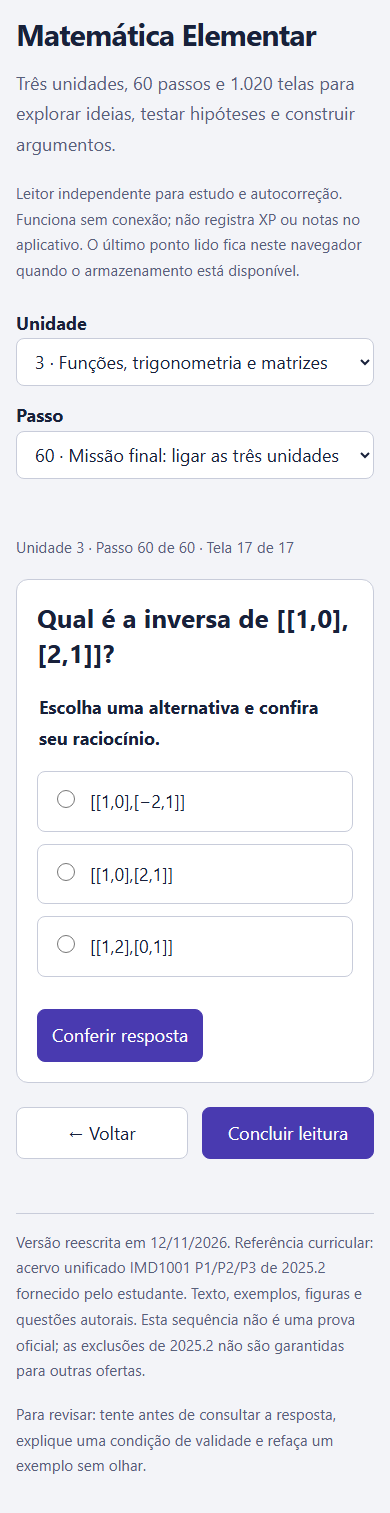 Matemática Elementar
Três unidades, 60 passos e 1.020 telas para
explorar ideias, testar hipóteses e construir
argumentos.
Leitor independente para estudo e autocorreção.
Funciona sem conexão; não registra XP ou notas no
aplicativo. O último ponto lido fica neste navegador
quando o armazenamento está disponível.
Unidade
3 · Funções, trigonometria e matrizes
Passo
60 · Missão final: ligar as três unidades
Unidade 3 · Passo 60 de 60 · Tela 17 de 17
Qual é a inversa de [[1,0],
[2,1]]?
Escolha uma alternativa e confira
seu raciocínio.
[[1,0],[−2,1]]
[[1,0],[2,1]]
[[1,2],[0,1]]
Conferir resposta
← Voltar
Concluir leitura
Versão reescrita em 12/11/2026. Referência curricular:
acervo unificado IMD1001 P1/P2/P3 de 2025.2
fornecido pelo estudante. Texto, exemplos, figuras e
questões autorais. Esta sequência não é uma prova
oficial; as exclusões de 2025.2 não são garantidas
para outras ofertas.
Para revisar: tente antes de consultar a resposta,
explique uma condição de validade e refaça um
exemplo sem olhar.